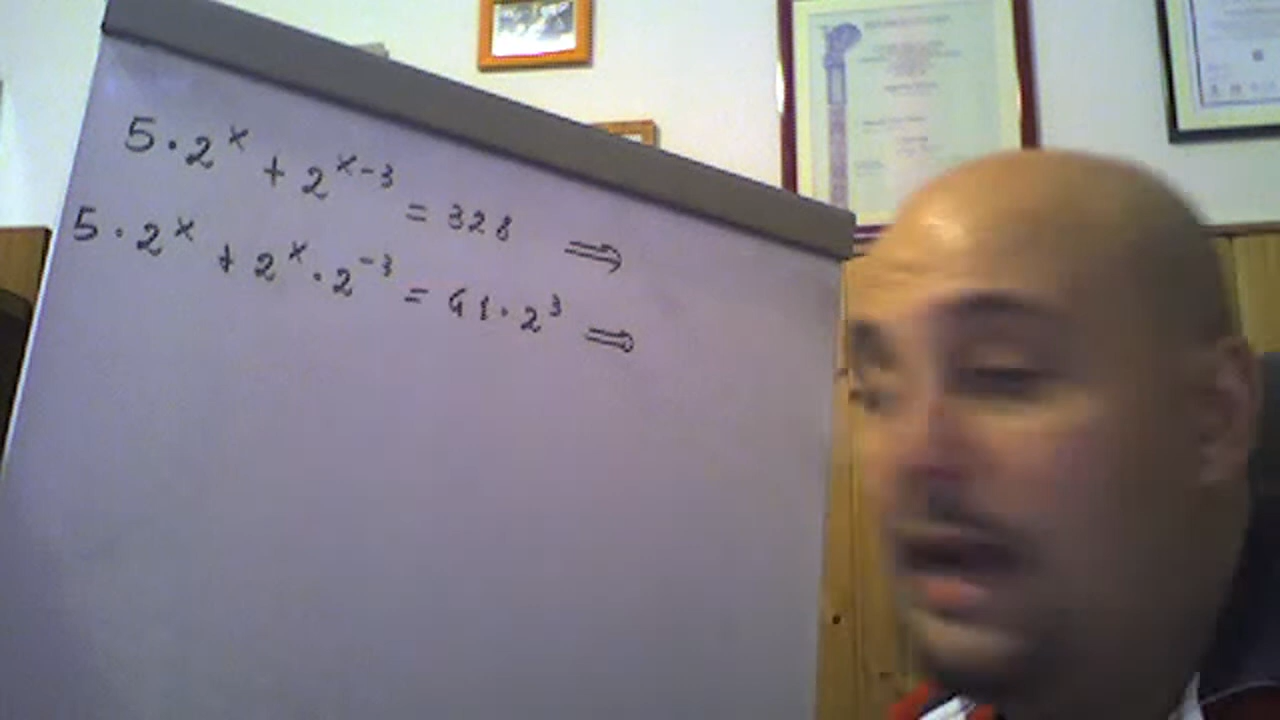 5 · 2^x + 2^(x-3) = 328 ⟹
5 · 2^x + 2^x · 2^(-3) = 41 · 2^3 ⟹